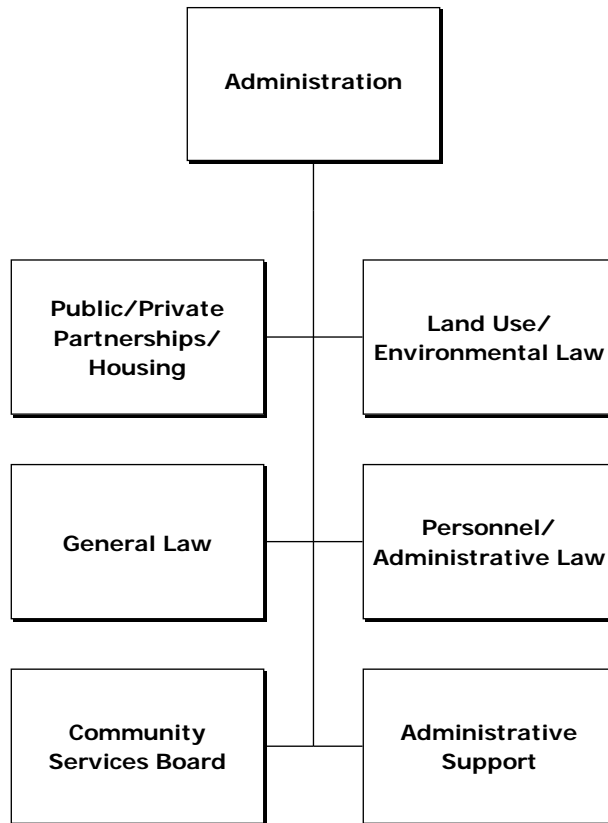 Administration
Public/Private
Partnerships/
Housing
Land Use/
Environmental Law
General Law
Personnel/
Administrative Law
Community
Services Board
Administrative
Support